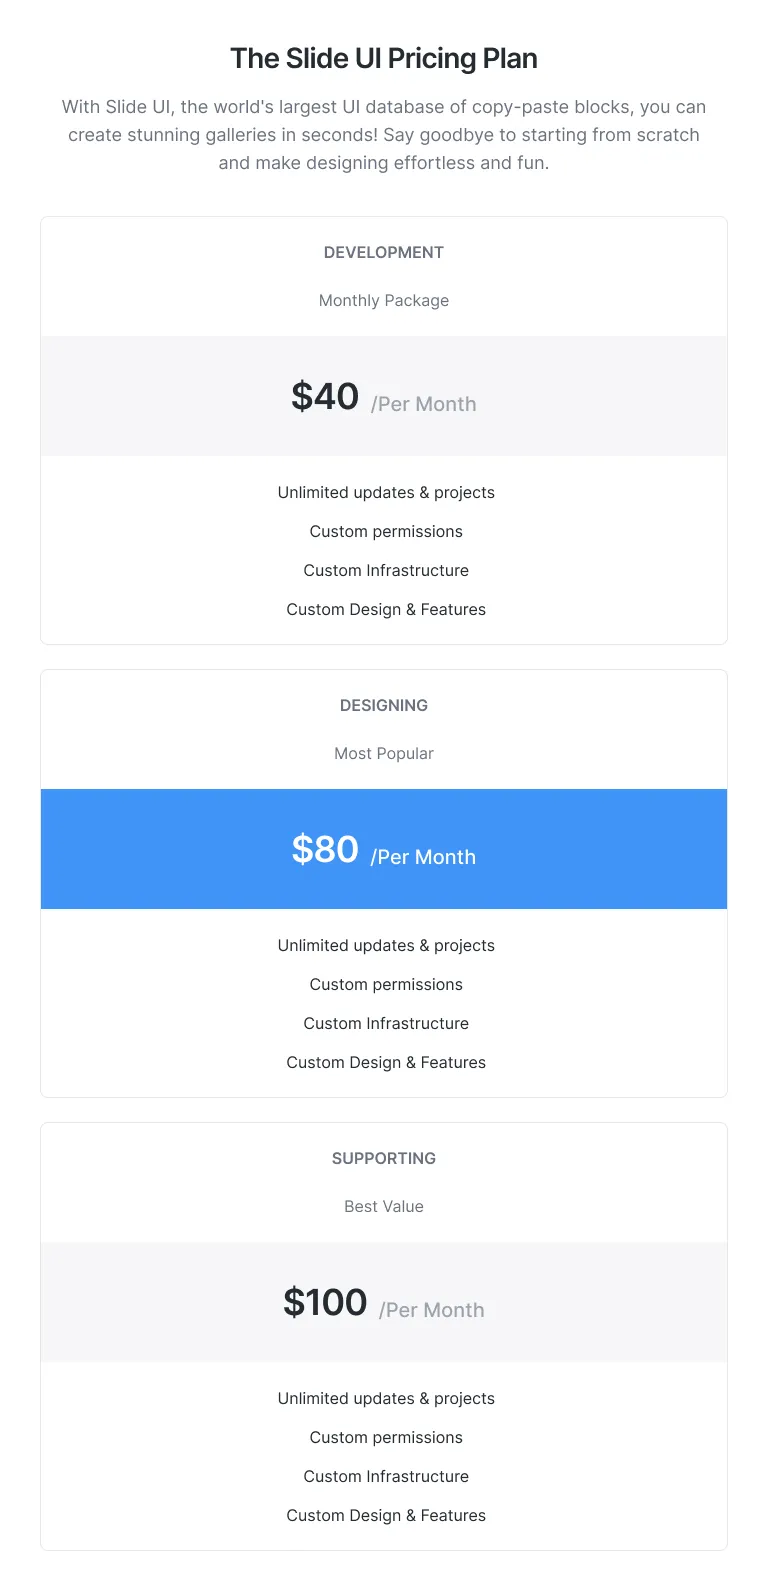 The Slide UI Pricing Plan
With Slide UI, the world's largest UI database of copy-paste blocks, you can
create stunning galleries in seconds! Say goodbye to starting from scratch
and make designing effortless and fun.
DEVELOPMENT
Monthly Package
$40 /Per Month
Unlimited updates & projects
Custom permissions
Custom Infrastructure
Custom Design & Features
DESIGNING
Most Popular
$80 /Per Month
Unlimited updates & projects
Custom permissions
Custom Infrastructure
Custom Design & Features
SUPPORTING
Best Value
$100 /Per Month
Unlimited updates & projects
Custom permissions
Custom Infrastructure
Custom Design & Features